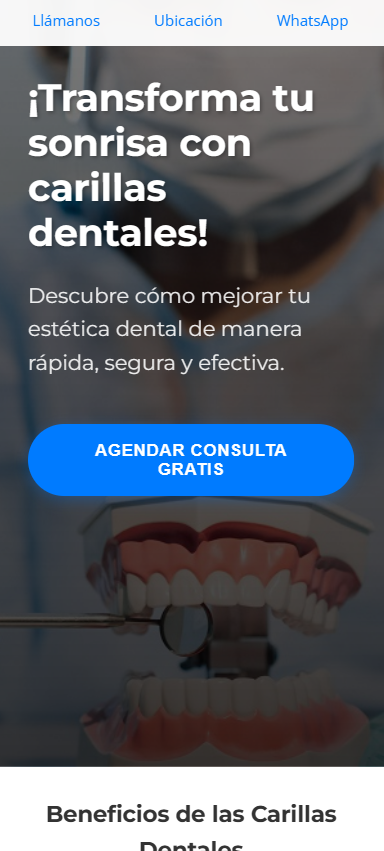 Llámanos Ubicación WhatsApp
¡Transforma tu
sonrisa con
carillas
dentales!
Descubre cómo mejorar tu
estética dental de manera
rápida, segura y efectiva.
AGENDAR CONSULTA
GRATIS
Beneficios de las Carillas
Dentales